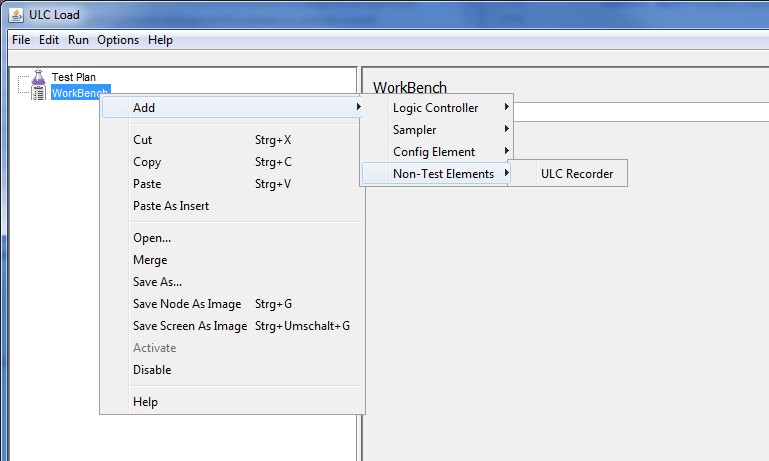 ULC Load
File Edit Run Options Help
Test Plan
WorkBench
WorkBench
Add
Cut Strg+X
Copy Strg+C
Paste Strg+V
Paste As Insert
Open...
Merge
Save As...
Save Node As Image Strg+G
Save Screen As Image Strg+Umschalt+G
Activate
Disable
Help
Logic Controller
Sampler
Config Element
Non-Test Elements
ULC Recorder